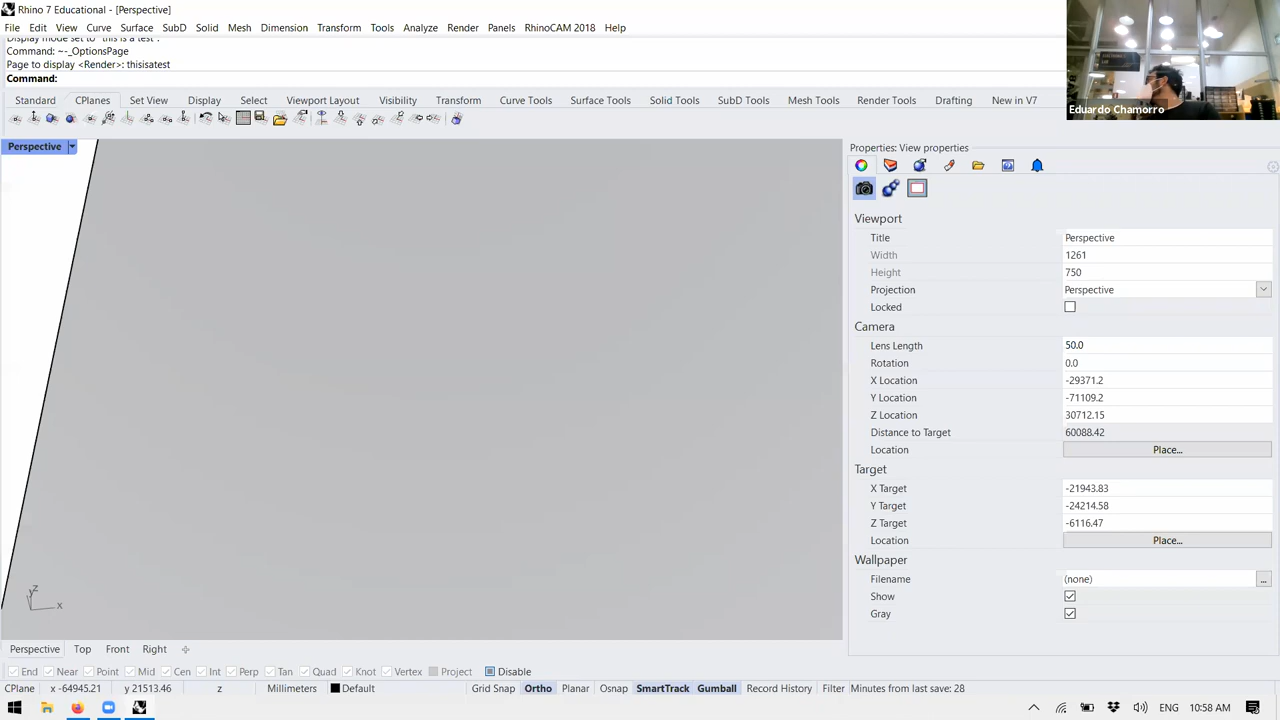 Rhino 7 Educational - [Perspective]
File Edit View Curve Surface SubD Solid Mesh Dimension Transform Tools Analyze Render Panels RhinoCAM 2018 Help
Display mode set to "this is a test".
Command: ~-_OptionsPage
Page to display <Render>: thisisatest
Command:
Standard CPlanes Set View Display Select Viewport Layout Visibility Transform Curve Tools Surface Tools Solid Tools SubD Tools Mesh Tools Render Tools Drafting New in V7
Eduardo Chamorro
Perspective
Properties: View properties
Viewport
Title Perspective
Width 1261
Height 750
Projection Perspective
Locked
Camera
Lens Length 50.0
Rotation 0.0
X Location -29371.2
Y Location -71109.2
Z Location 30712.15
Distance to Target 60088.42
Location Place...
Target
X Target -21943.83
Y Target -24214.58
Z Target -6116.47
Location Place...
Wallpaper
Filename (none) ...
Show
Gray
z
y
x
Perspective Top Front Right
End Near Point Mid Cen Int Perp Tan Quad Knot Vertex Project Disable
CPlane x -64945.21 y 21513.46 z Millimeters Default Grid Snap Ortho Planar Osnap SmartTrack Gumball Record History Filter Minutes from last save: 28
ENG 10:58 AM